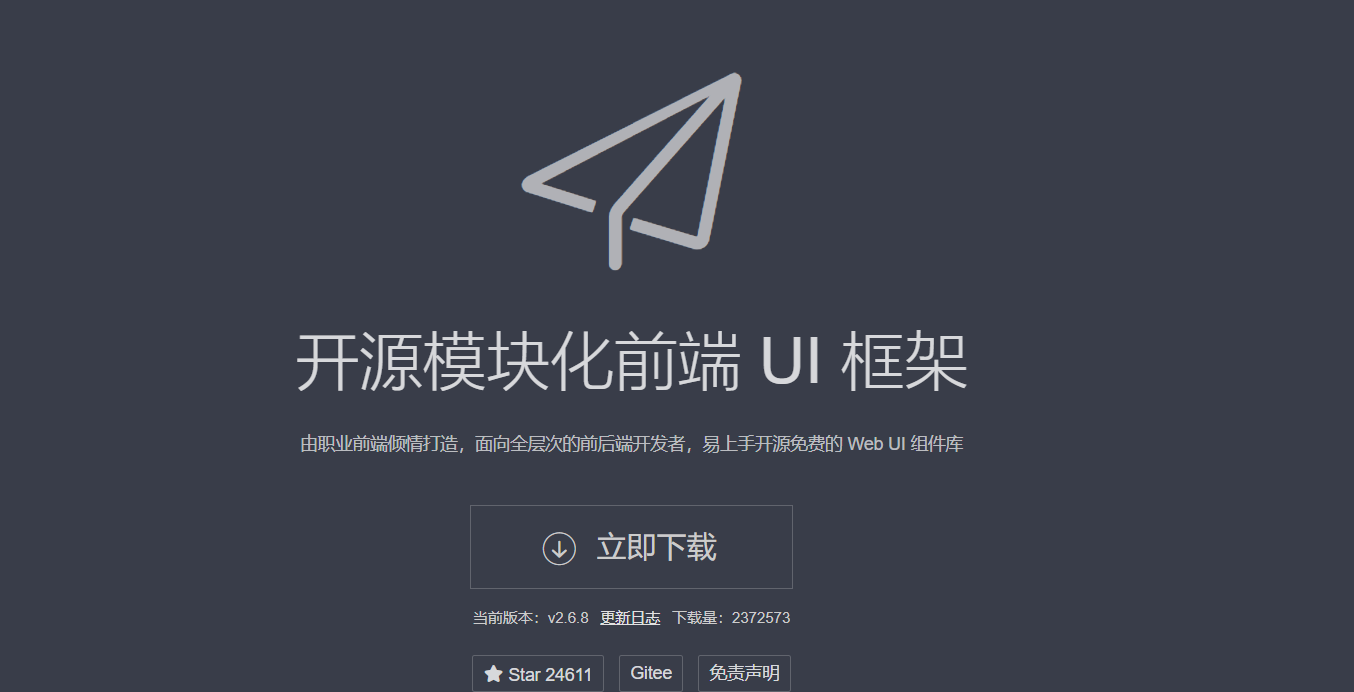 开源模块化前端 UI 框架
由职业前端倾情打造，面向全层次的前后端开发者，易上手开源免费的 Web UI 组件库
立即下载
当前版本：v2.6.8 更新日志 下载量：2372573
Star 24611 Gitee 免责声明